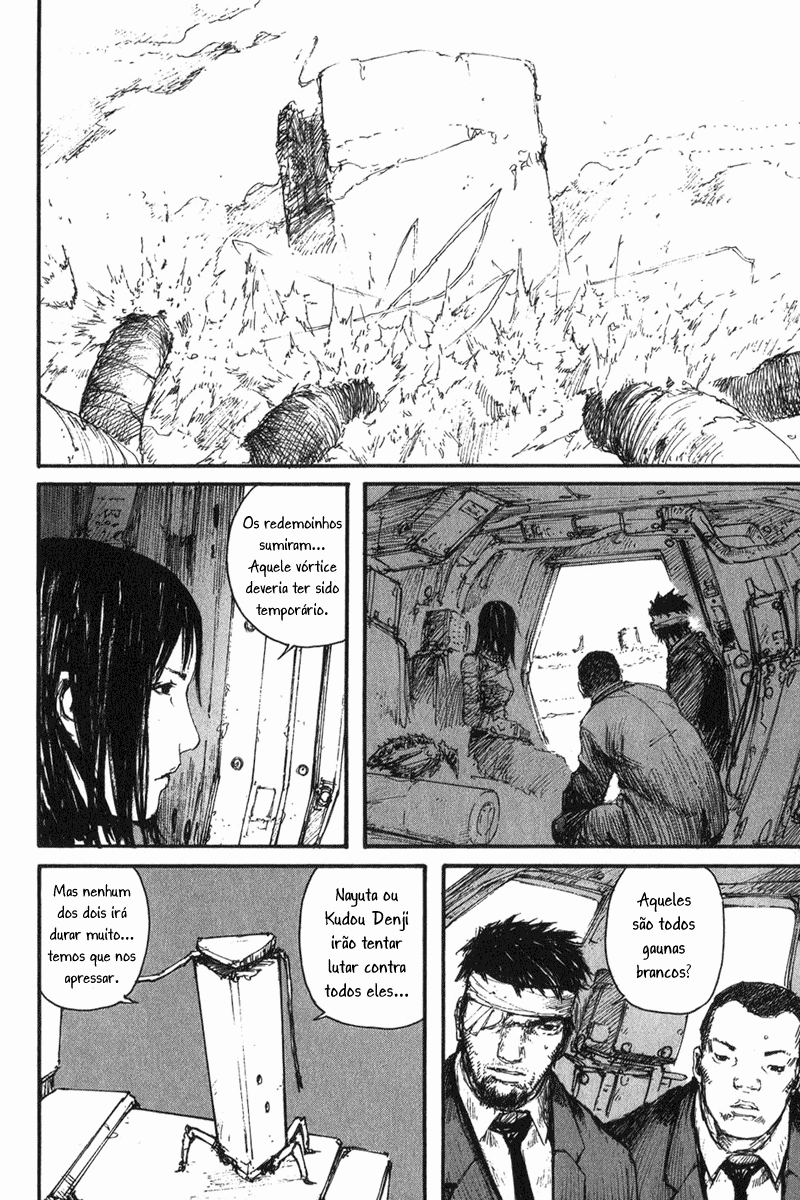 Os redemoinhos
sumiram...
Aquele vórtice
deveria ter sido
temporário.
Aqueles
são todos
gaunas
brancos?
Nayuta ou
Kudou Denji
irão tentar
lutar contra
todos eles...
Mas nenhum
dos dois irá
durar muito...
temos que nos
apressar.